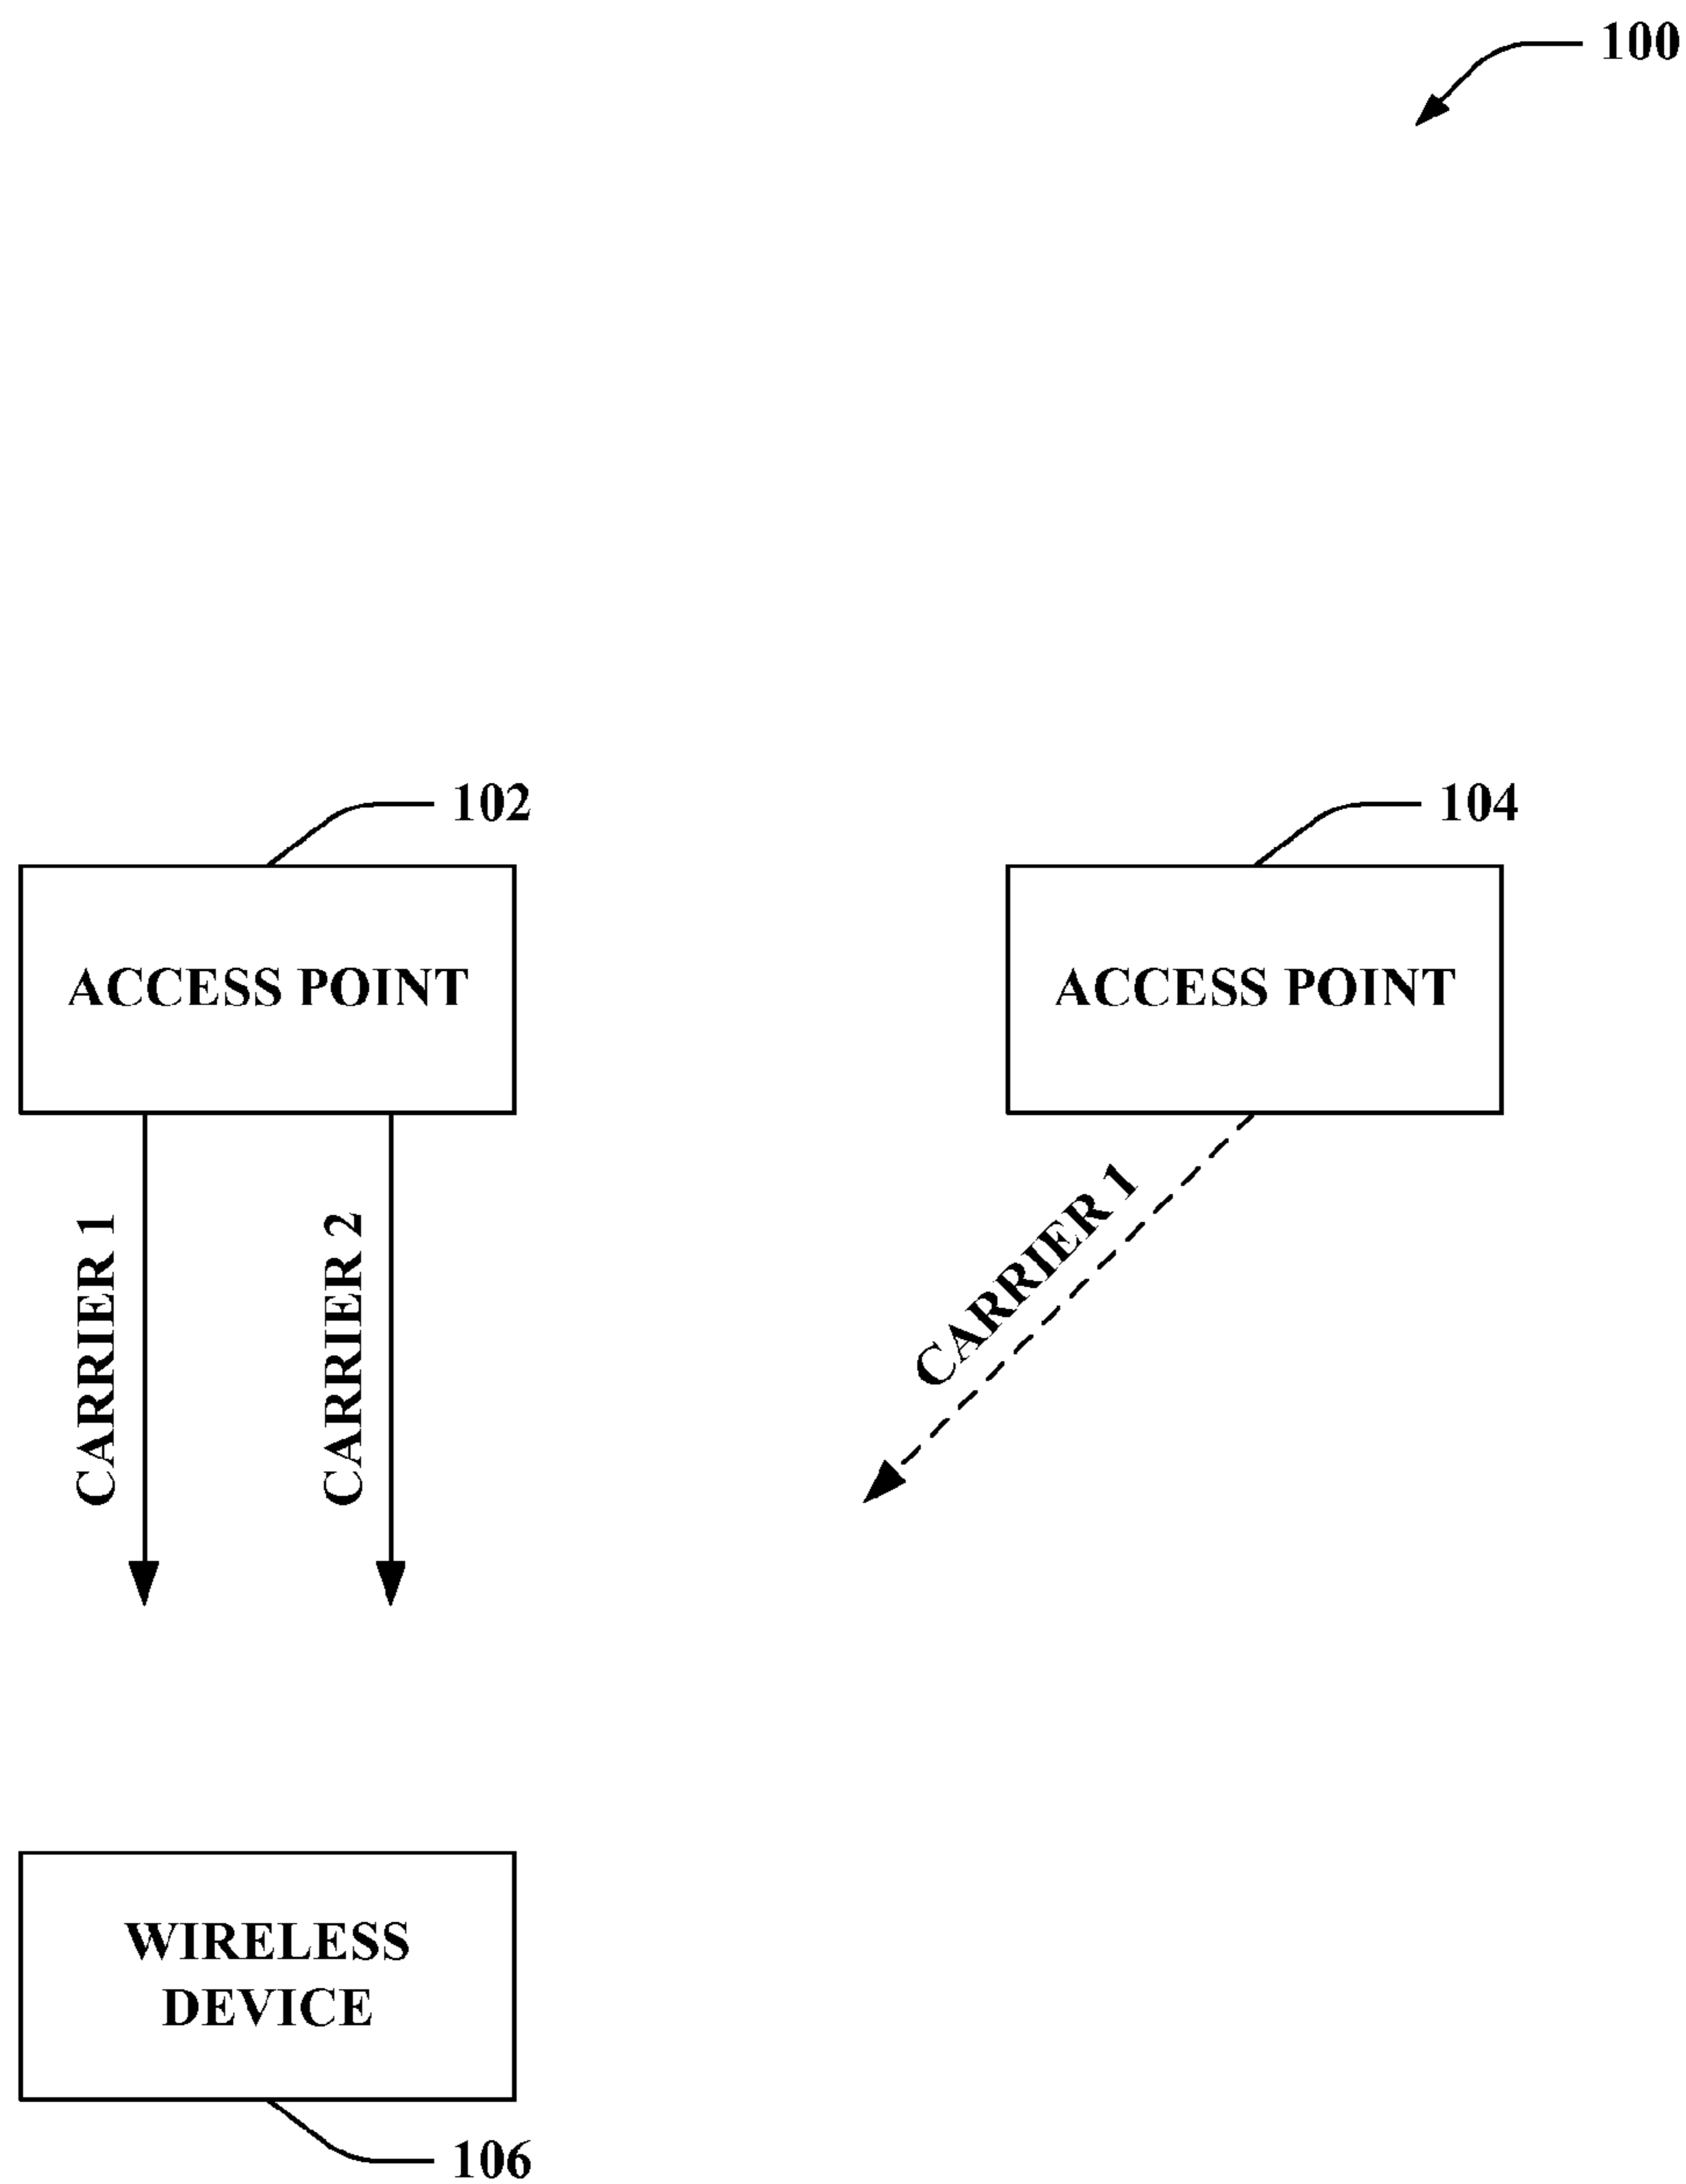 100
102
104
ACCESS POINT
ACCESS POINT
CARRIER 1
CARRIER 2
CARRIER 1
WIRELESS
DEVICE
106